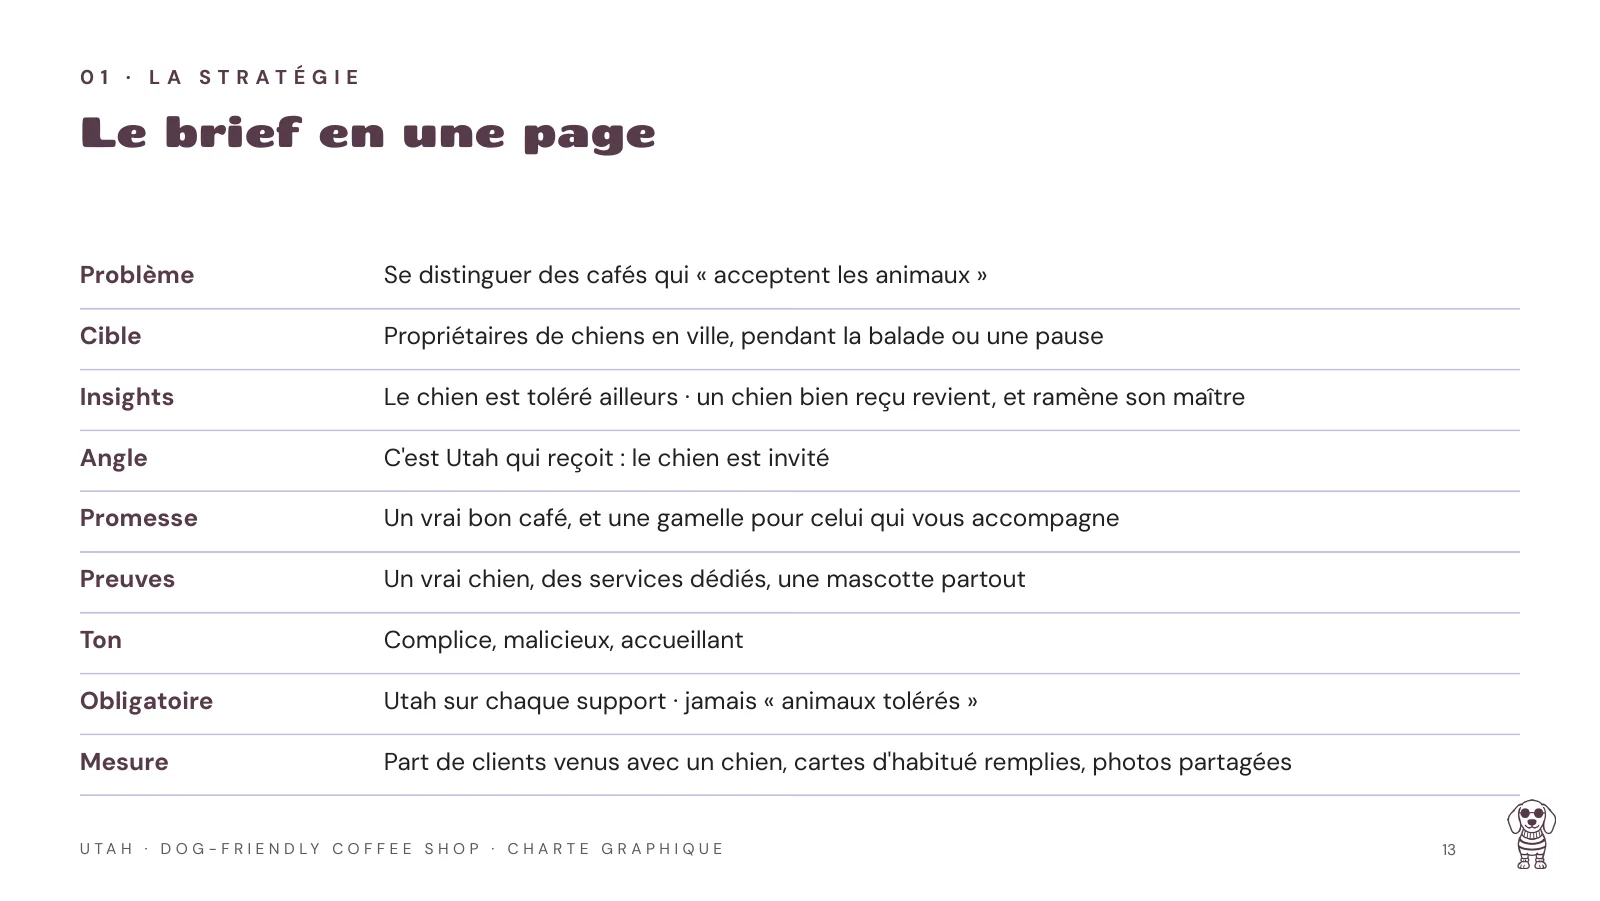 01 · LA STRATÉGIE
Le brief en une page
Problème Se distinguer des cafés qui « acceptent les animaux »
Cible Propriétaires de chiens en ville, pendant la balade ou une pause
Insights Le chien est toléré ailleurs · un chien bien reçu revient, et ramène son maître
Angle C'est Utah qui reçoit : le chien est invité
Promesse Un vrai bon café, et une gamelle pour celui qui vous accompagne
Preuves Un vrai chien, des services dédiés, une mascotte partout
Ton Complice, malicieux, accueillant
Obligatoire Utah sur chaque support · jamais « animaux tolérés »
Mesure Part de clients venus avec un chien, cartes d'habitué remplies, photos partagées
UTAH · DOG-FRIENDLY COFFEE SHOP · CHARTE GRAPHIQUE 13